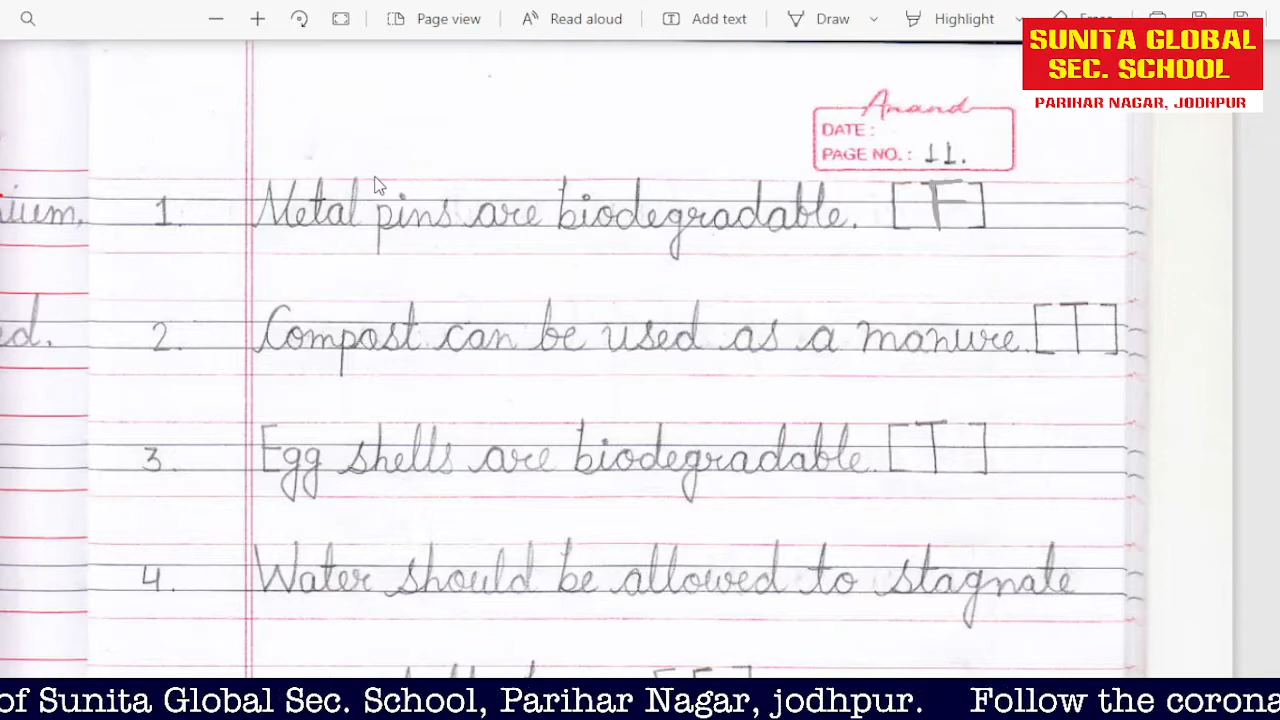 Page view
Read aloud
Add text
Draw
Highlight
SUNITA GLOBAL
SEC. SCHOOL
PARIHAR NAGAR, JODHPUR
Anand
DATE :
PAGE NO. : 11.
1. Metal pins are biodegradable. [F]
2. Compost can be used as a manure. [T]
3. Egg shells are biodegradable. [T]
4. Water should be allowed to stagnate
of Sunita Global Sec. School, Parihar Nagar, jodhpur. Follow the corona